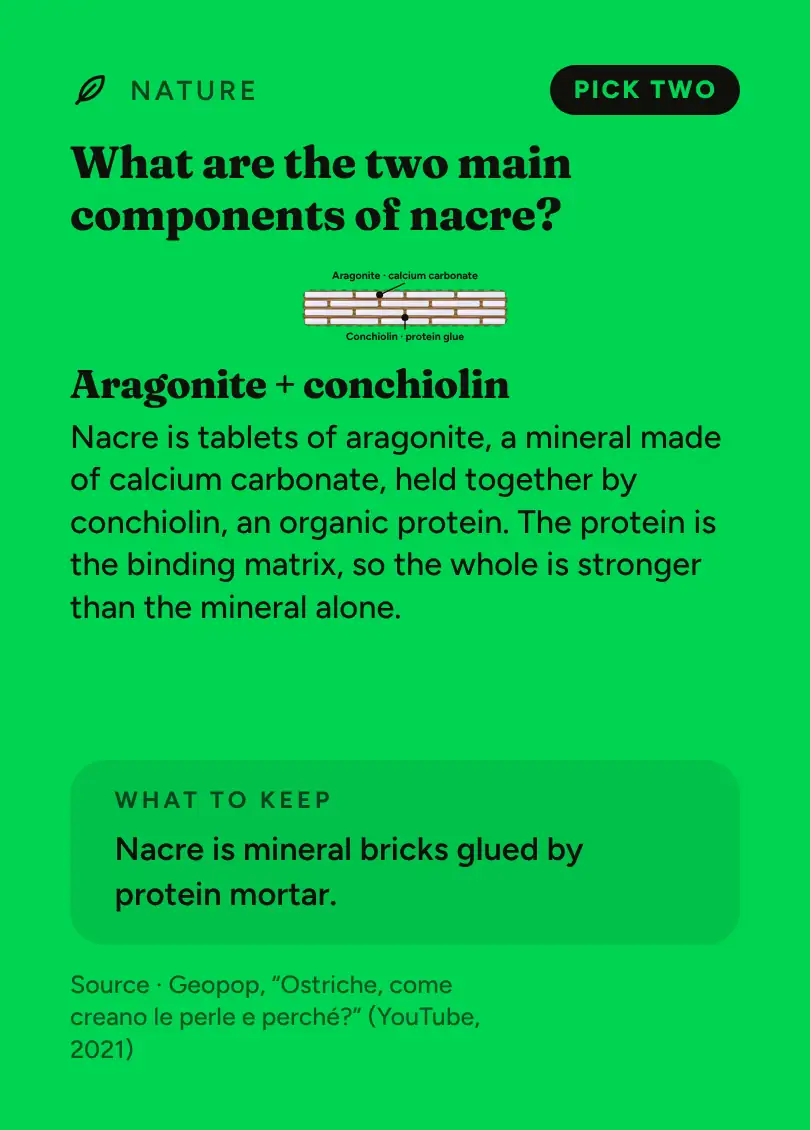 NATURE
PICK TWO
What are the two main
components of nacre?
Aragonite · calcium carbonate
Conchiolin · protein glue
Aragonite + conchiolin
Nacre is tablets of aragonite, a mineral made
of calcium carbonate, held together by
conchiolin, an organic protein. The protein is
the binding matrix, so the whole is stronger
than the mineral alone.
WHAT TO KEEP
Nacre is mineral bricks glued by
protein mortar.
Source · Geopop, “Ostriche, come
creano le perle e perché?” (YouTube,
2021)